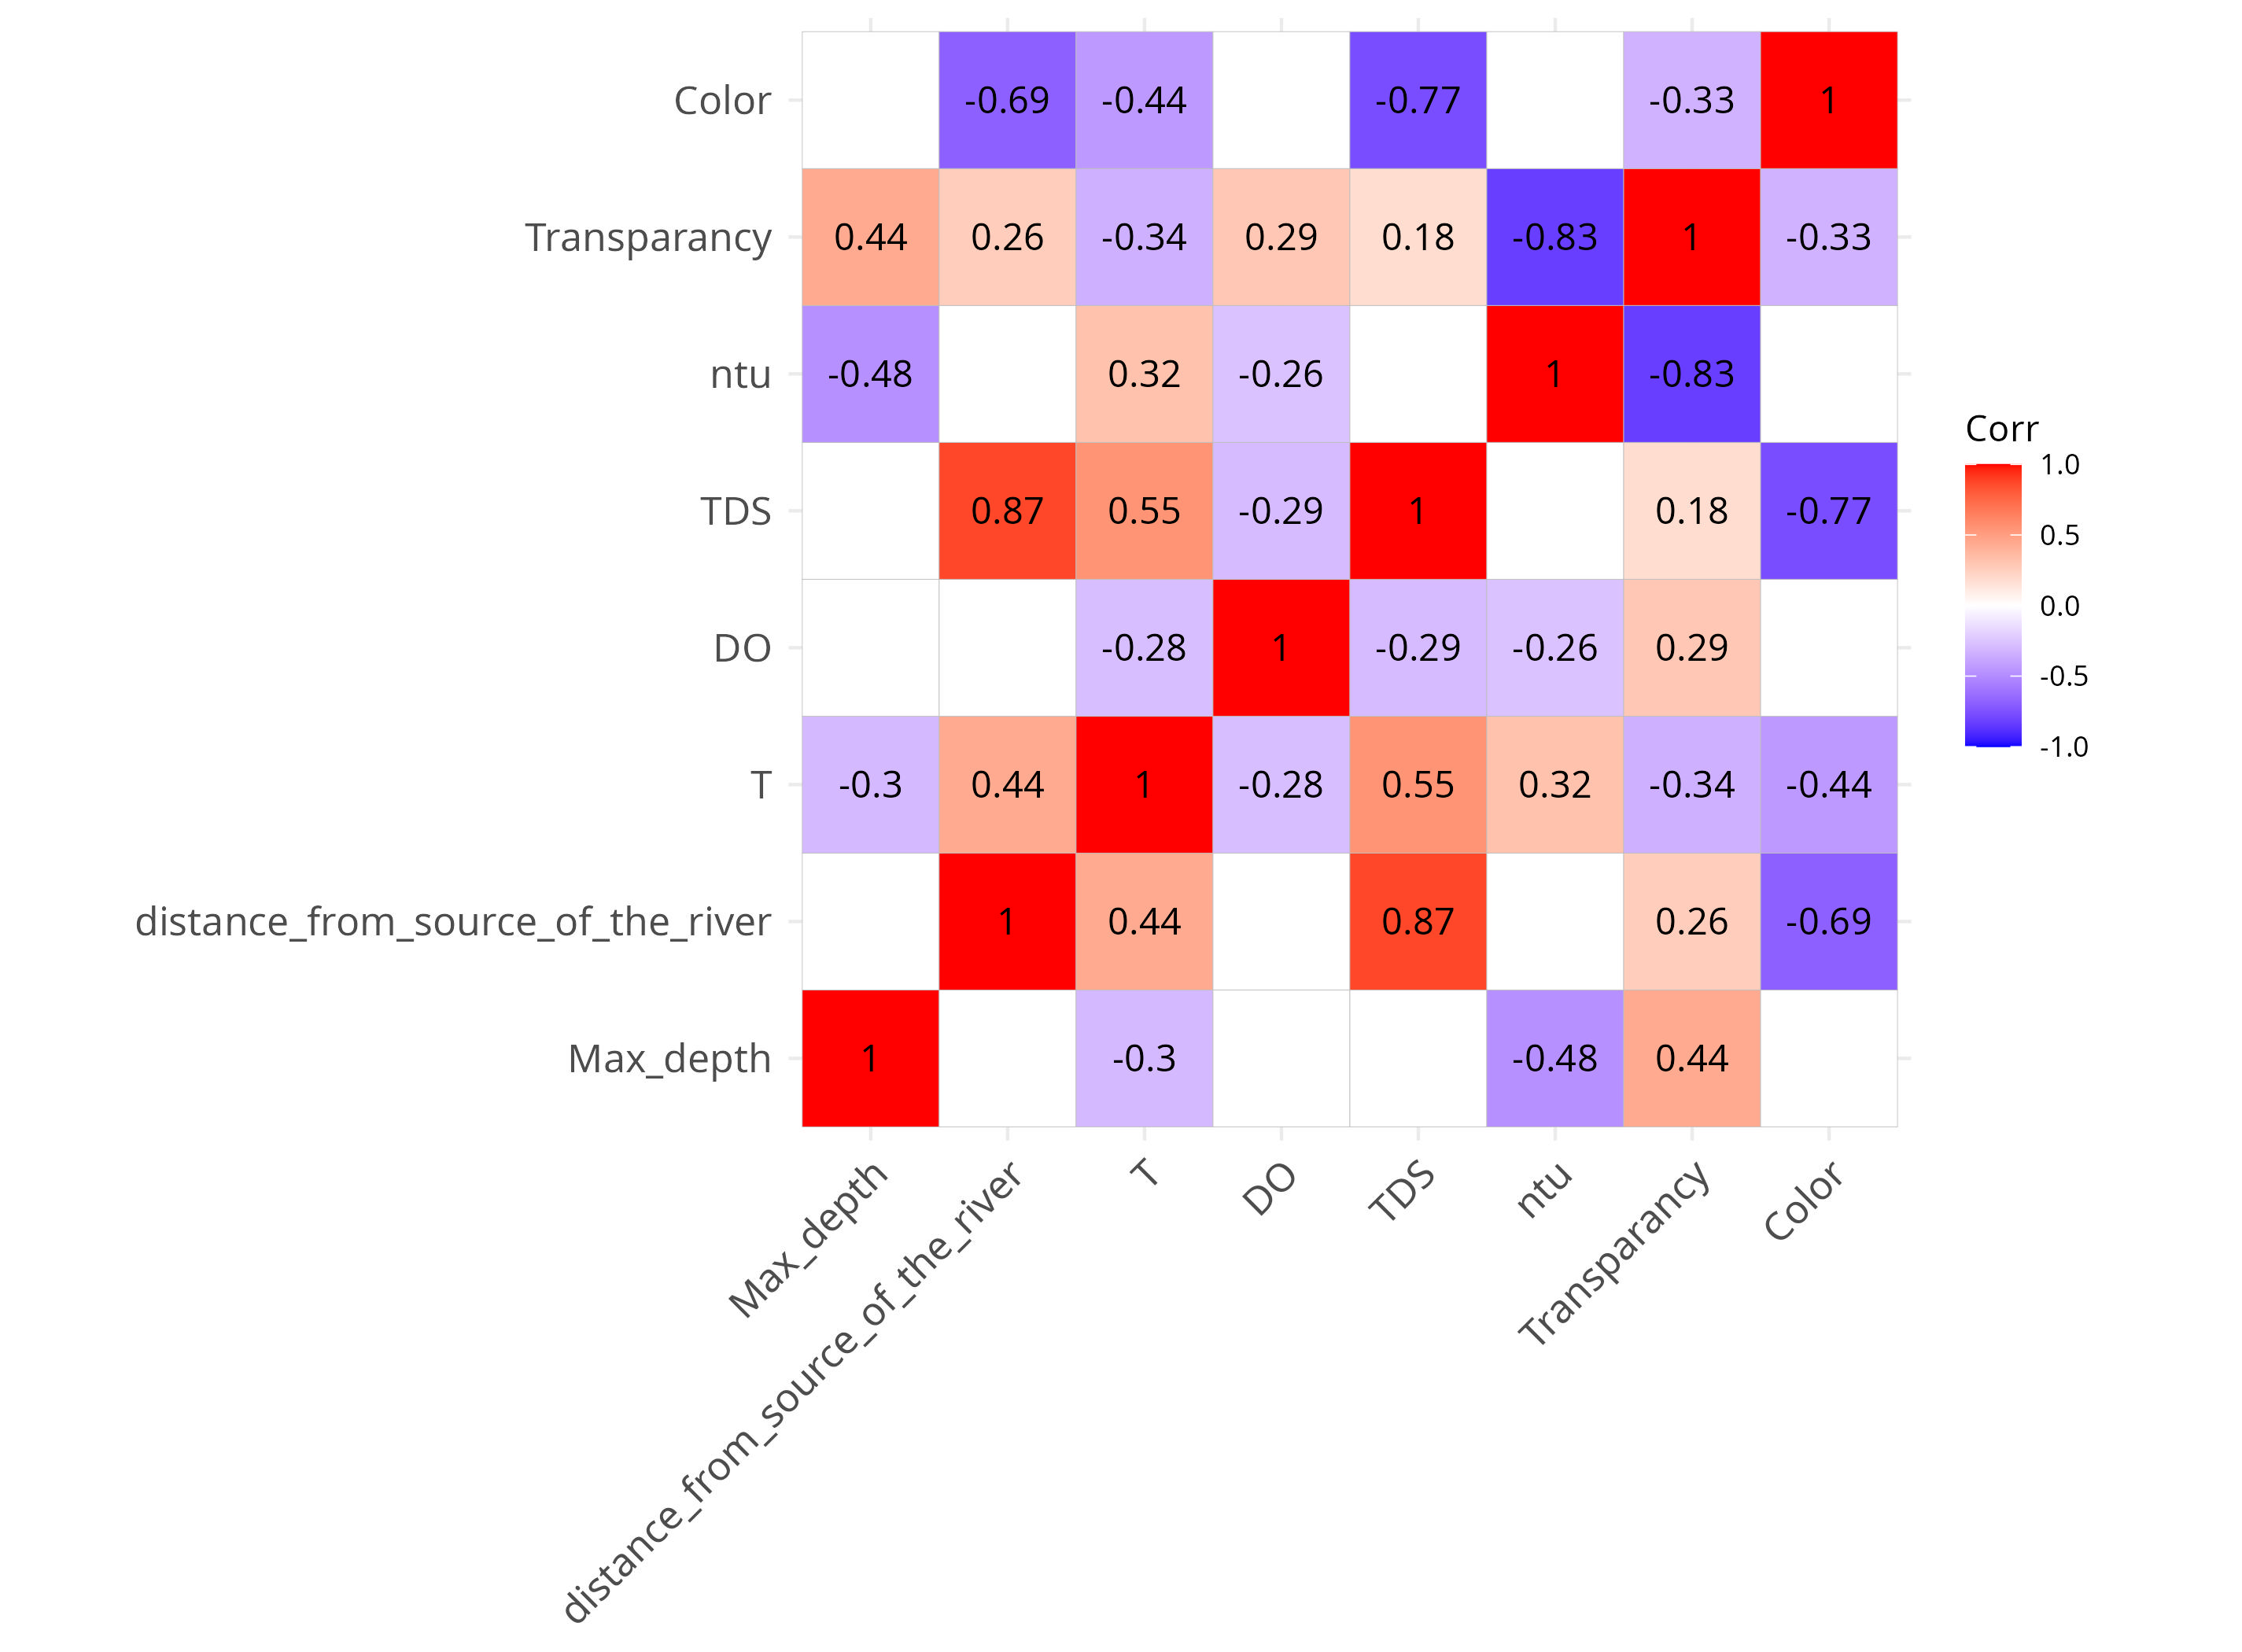 Color -0.69 -0.44 -0.77 -0.33 1
Transparancy 0.44 0.26 -0.34 0.29 0.18 -0.83 1 -0.33
ntu -0.48 0.32 -0.26 1 -0.83
TDS 0.87 0.55 -0.29 1 0.18 -0.77
DO -0.28 1 -0.29 -0.26 0.29
T -0.3 0.44 1 -0.28 0.55 0.32 -0.34 -0.44
distance_from_source_of_the_river 1 0.44 0.87 0.26 -0.69
Max_depth 1 -0.3 -0.48 0.44
Max_depth
distance_from_source_of_the_river
T
DO
TDS
ntu
Transparancy
Color
Corr
1.0
0.5
0.0
-0.5
-1.0